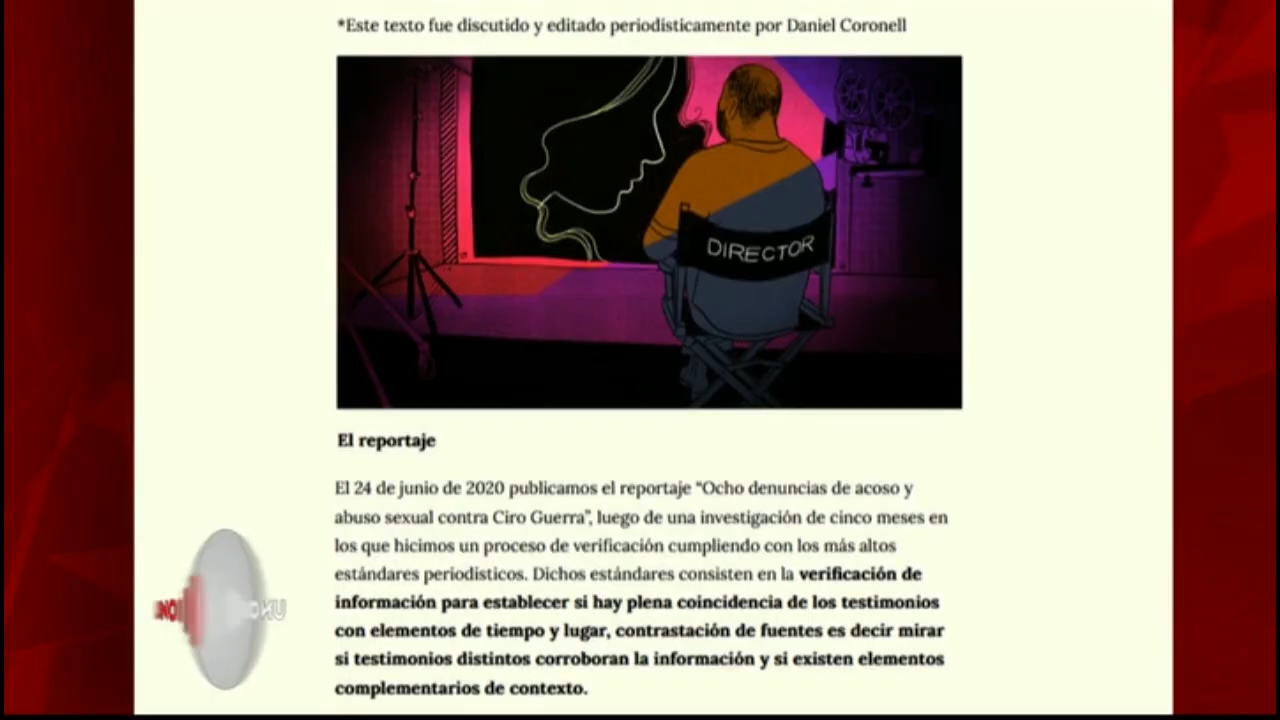 *Este texto fue discutido y editado periodísticamente por Daniel Coronell
DIRECTOR
El reportaje
El 24 de junio de 2020 publicamos el reportaje “Ocho denuncias de acoso y
abuso sexual contra Ciro Guerra”, luego de una investigación de cinco meses en
los que hicimos un proceso de verificación cumpliendo con los más altos
estándares periodísticos. Dichos estándares consisten en la verificación de
información para establecer si hay plena coincidencia de los testimonios
con elementos de tiempo y lugar, contrastación de fuentes es decir mirar
si testimonios distintos corroboran la información y si existen elementos
complementarios de contexto.